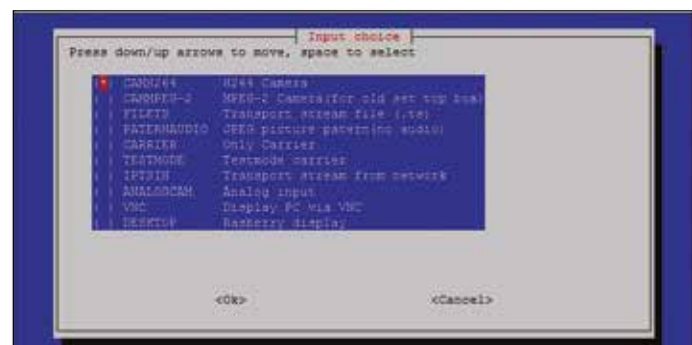 Input choice
Press down/up arrows to move, space to select
(*) CAMH264 H264 Camera
( ) CAMMPEG-2 MPEG-2 Camera(for old set top box)
( ) FILETS Transport stream file (.ts)
( ) PATERNAUDIO JPEG picture patern(no audio)
( ) CARRIER Only Carrier
( ) TESTMODE Testmode carrier
( ) IPTSIN Transport stream from network
( ) ANALOGCAM Analog input
( ) VNC Display PC via VNC
( ) DESKTOP Rasberry display
<Ok> <Cancel>